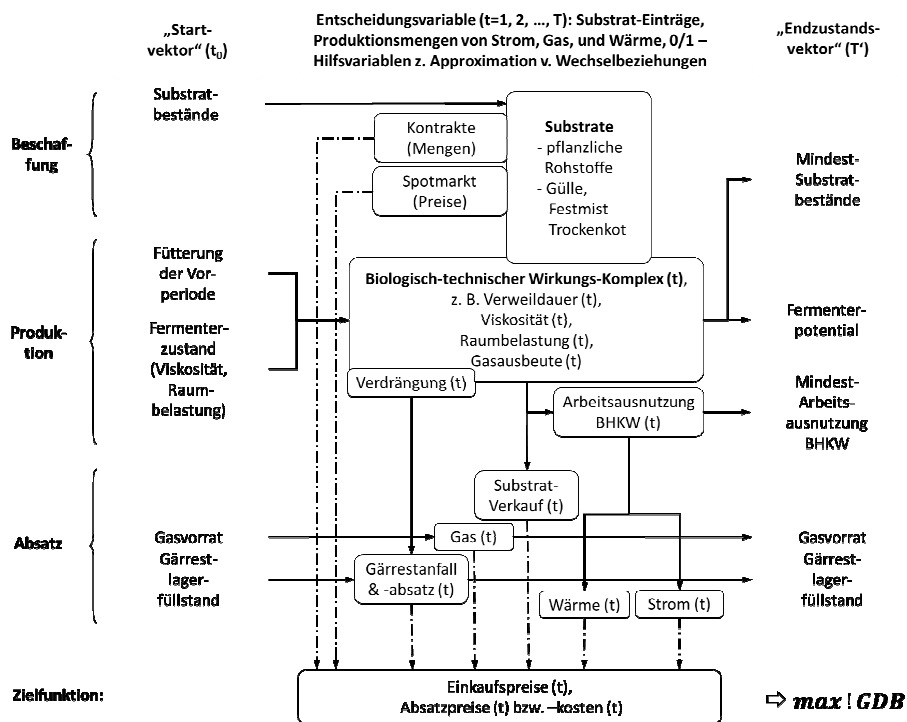 „Start-
vektor“ (t0)
Entscheidungsvariable (t=1, 2, …, T): Substrat-Einträge,
Produktionsmengen von Strom, Gas, und Wärme, 0/1 –
Hilfsvariablen z. Approximation v. Wechselbeziehungen
„Endzustands-
vektor“ (T‘)
Beschaf-
fung
Substrat-
bestände
Kontrakte
(Mengen)
Spotmarkt
(Preise)
Substrate
- pflanzliche
Rohstoffe
- Gülle,
Festmist
Trockenkot
Mindest-
Substrat-
bestände
Produk-
tion
Fütterung
der Vor-
periode
Fermenter-
zustand
(Viskosität,
Raum-
belastung)
Biologisch-technischer Wirkungs-Komplex (t),
z. B. Verweildauer (t),
Viskosität (t),
Raumbelastung (t),
Gasausbeute (t)
Verdrängung (t)
Arbeitsausnutzung
BHKW (t)
Fermenter-
potential
Mindest-
Arbeits-
ausnutzung
BHKW
Absatz
Substrat-
Verkauf (t)
Gasvorrat
Gärrest-
lager-
füllstand
Gas (t)
Gärrestanfall
& -absatz (t)
Wärme (t)
Strom (t)
Gasvorrat
Gärrest-
lager-
füllstand
Zielfunktion:
Einkaufspreise (t),
Absatzpreise (t) bzw. –kosten (t)
⇨ max ! GDB